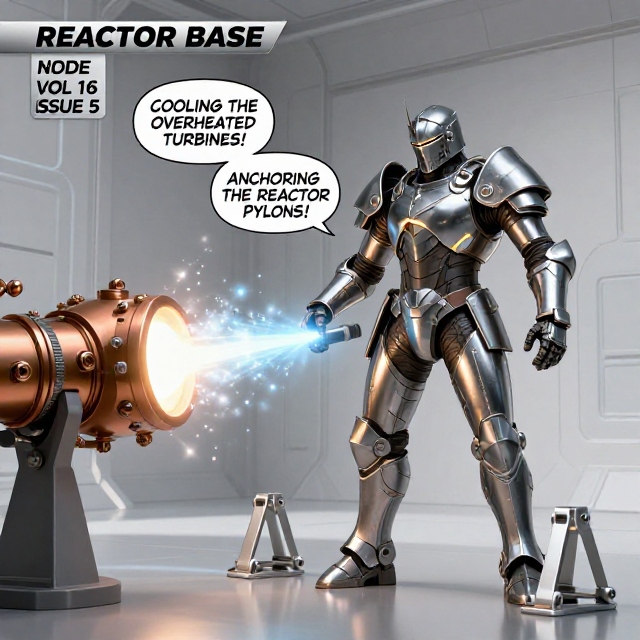 REACTOR BASE
NODE
VOL 16
ISSUE 5
COOLING THE
OVERHEATED
TURBINES!
ANCHORING
THE REACTOR
PYLONS!